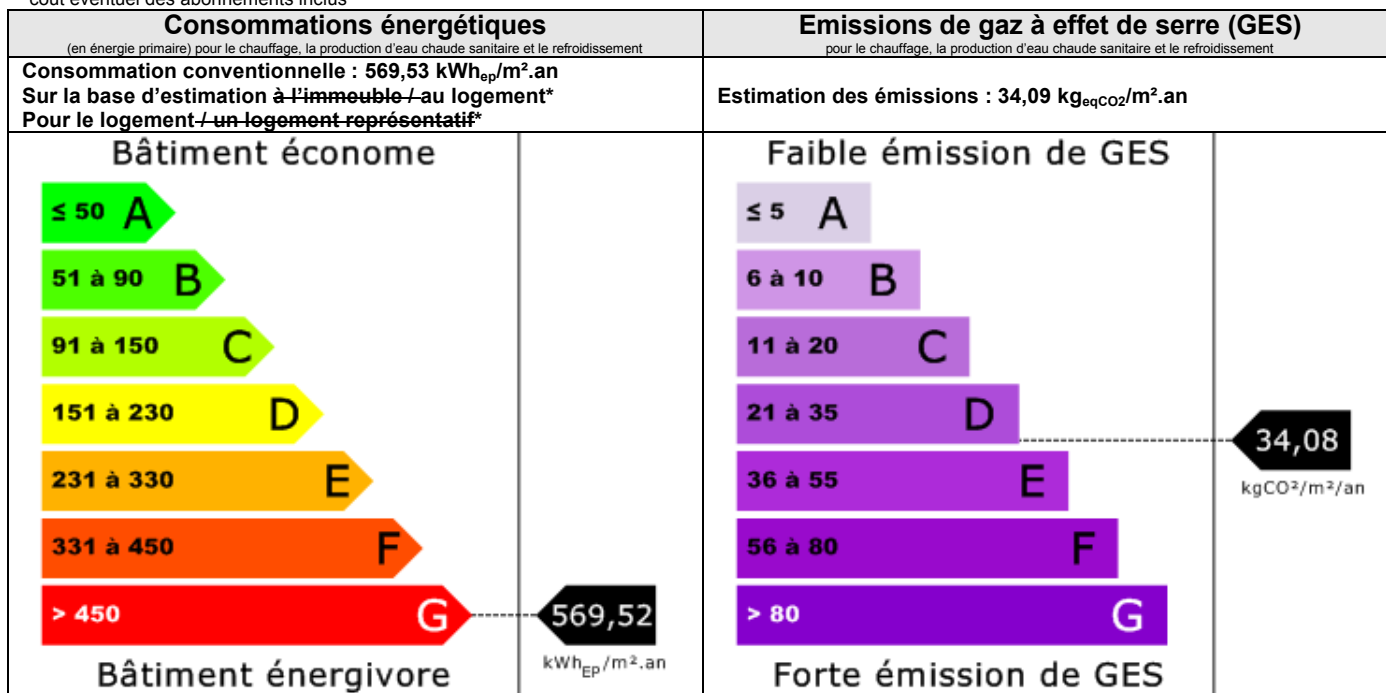 coût éventuel des abonnements inclus
Consommations énergétiques
(en énergie primaire) pour le chauffage, la production d'eau chaude sanitaire et le refroidissement
Consommation conventionnelle : 569,53 kWhep/m².an
Sur la base d'estimation à l'immeuble / au logement*
Pour le logement / un logement représentatif*
Bâtiment économe
≤ 50 A
51 à 90 B
91 à 150 C
151 à 230 D
231 à 330 E
331 à 450 F
> 450 G
569,52
kWhEP/m².an
Bâtiment énergivore
Emissions de gaz à effet de serre (GES)
pour le chauffage, la production d'eau chaude sanitaire et le refroidissement
Estimation des émissions : 34,09 kgeqCO2/m².an
Faible émission de GES
≤ 5 A
6 à 10 B
11 à 20 C
21 à 35 D
34,08
kgCO²/m²/an
36 à 55 E
56 à 80 F
> 80 G
Forte émission de GES